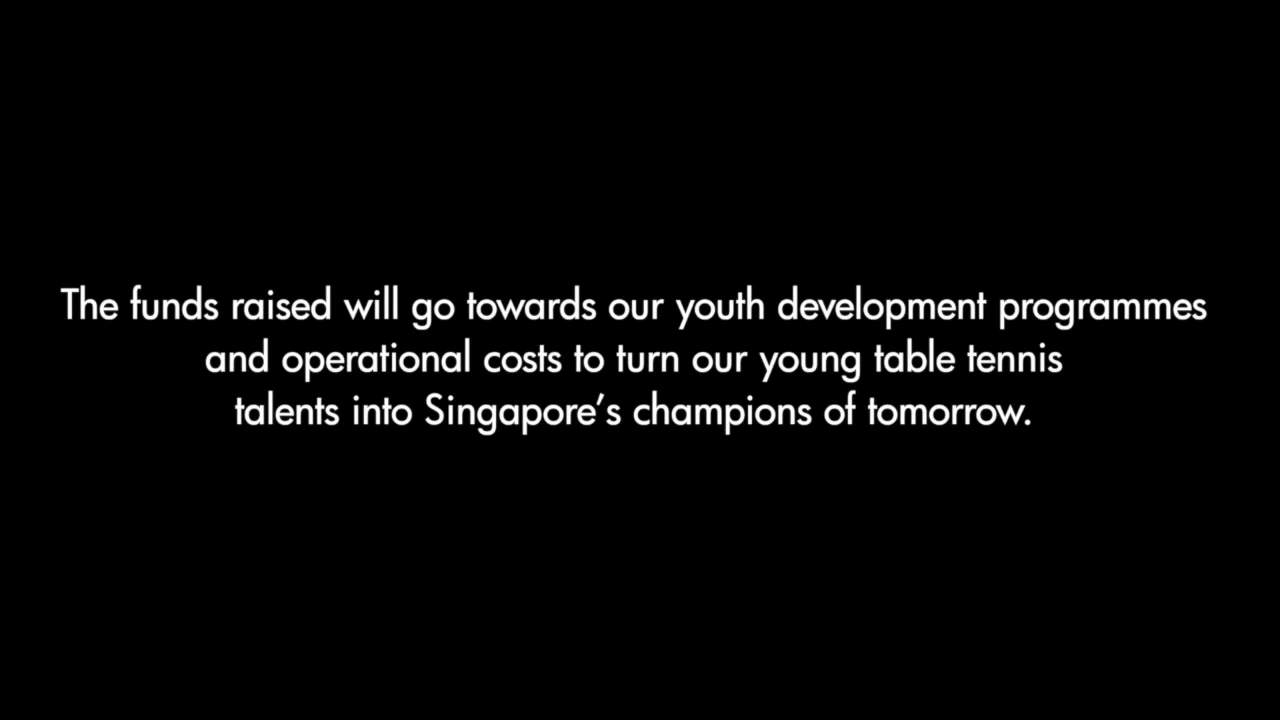 The funds raised will go towards our youth development programmes
and operational costs to turn our young table tennis
talents into Singapore’s champions of tomorrow.